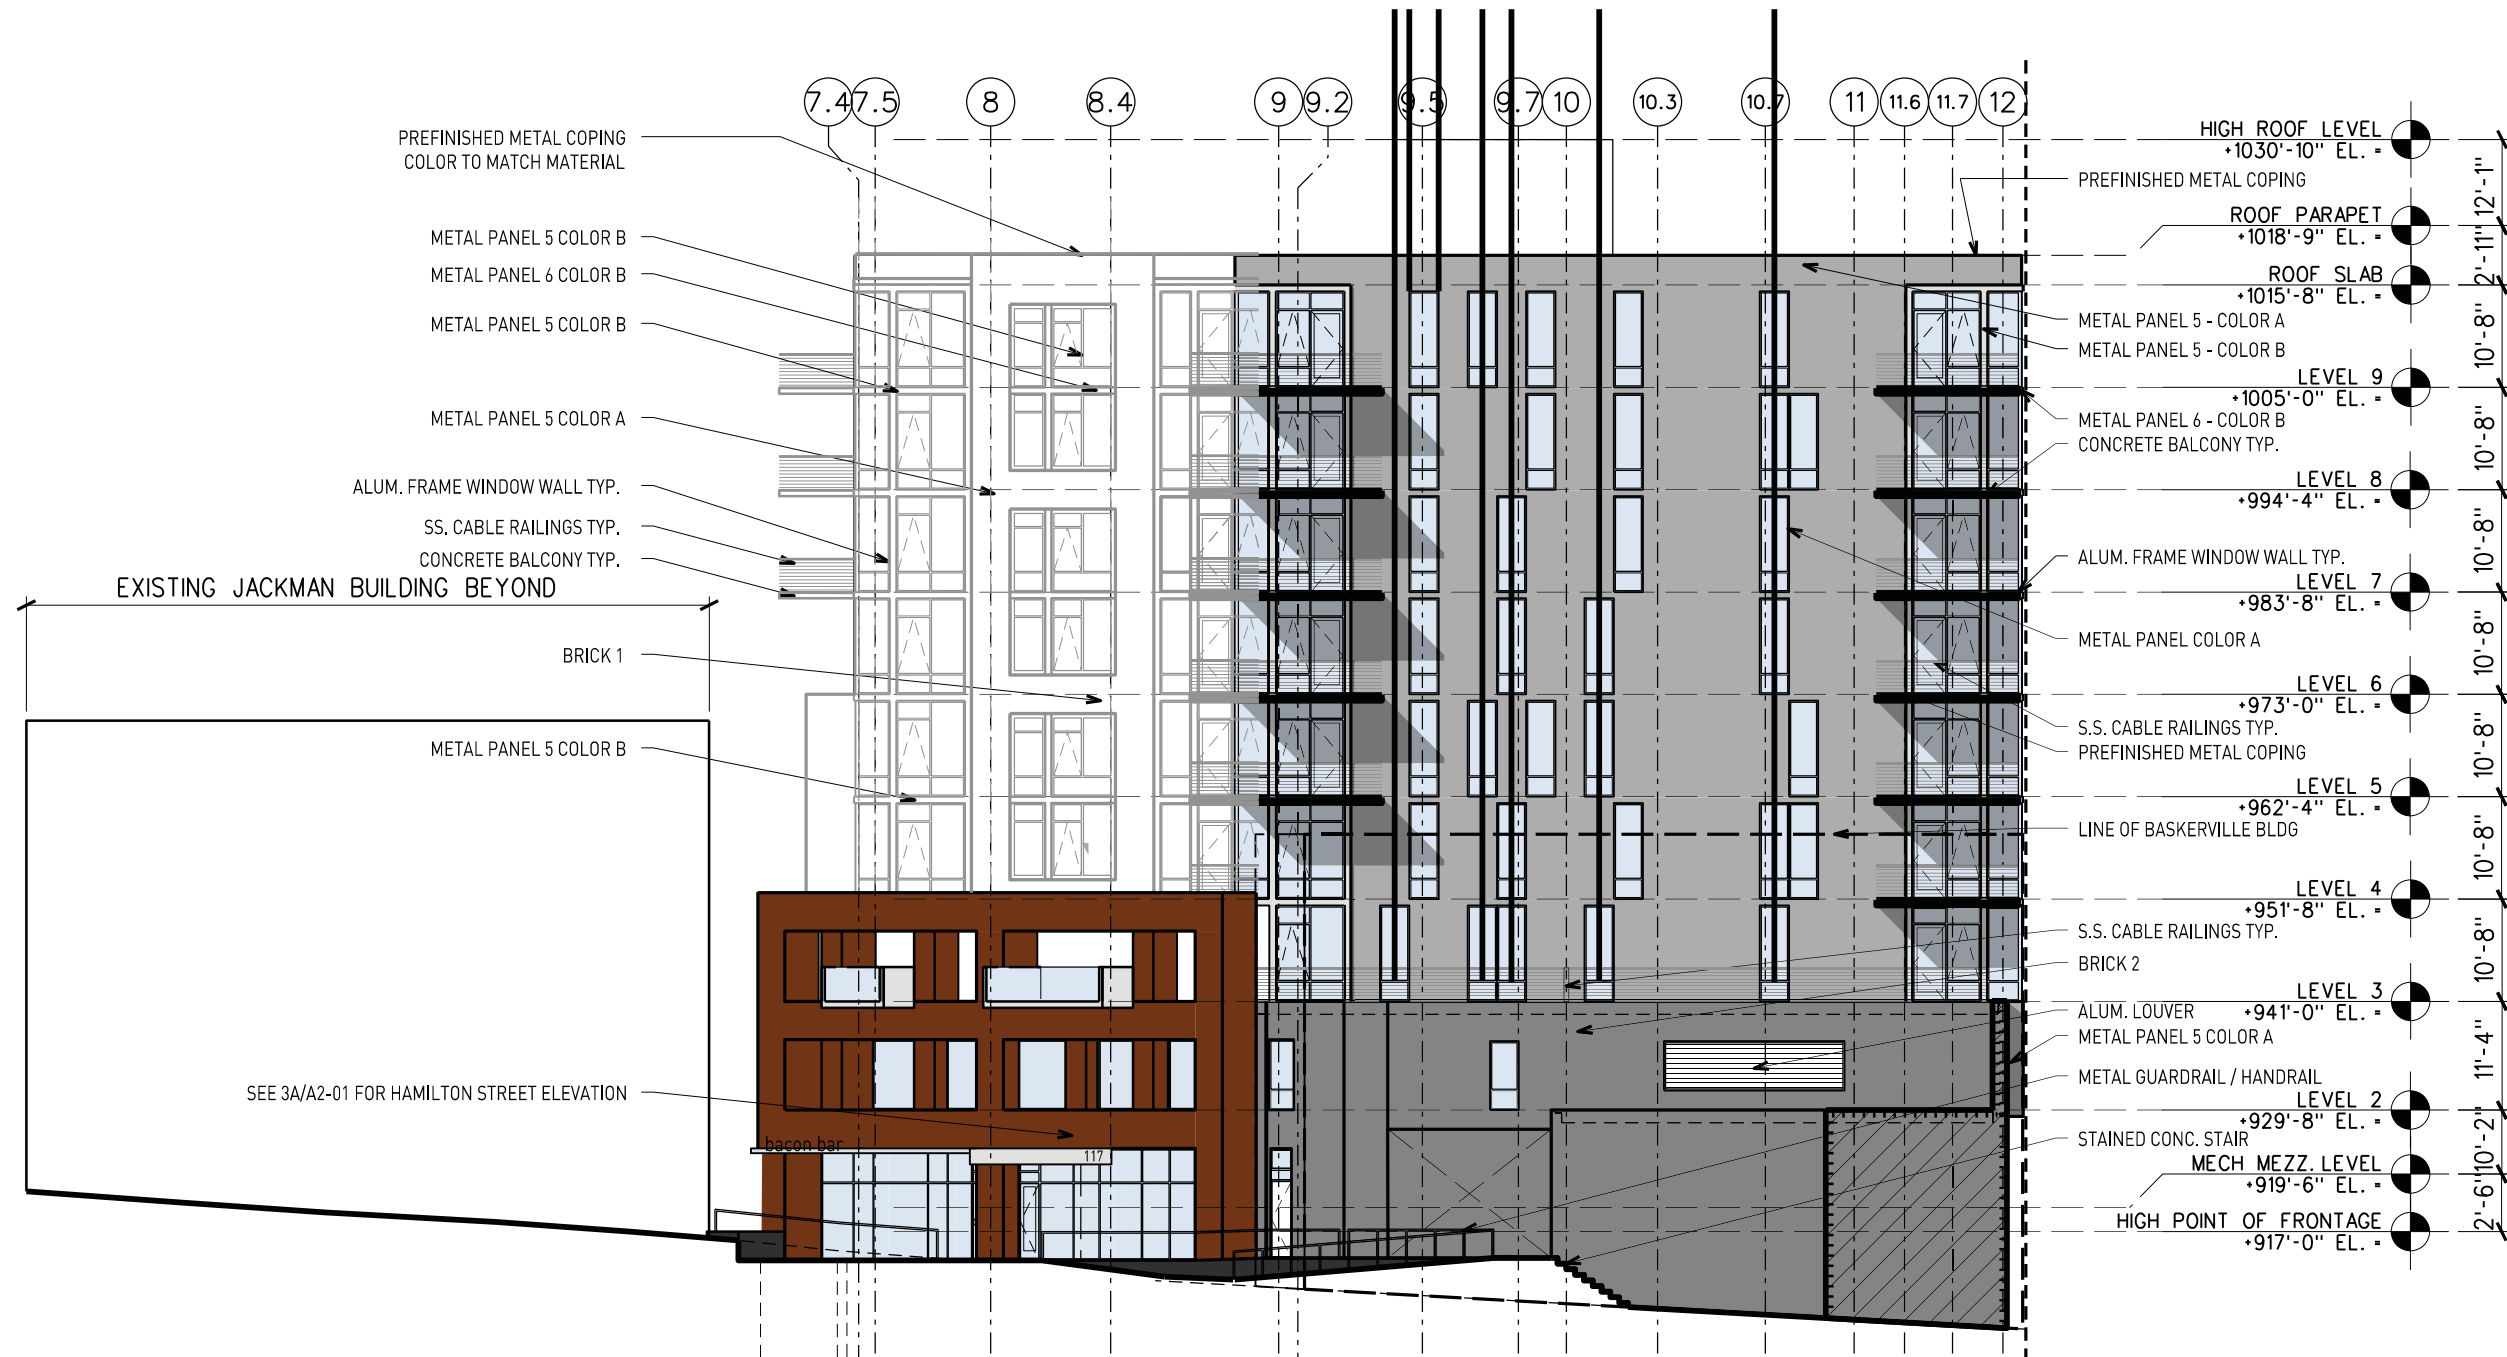 7.4
7.5
8
8.4
9
9.2
9.5
9.7
10
10.3
10.7
11
11.6
11.7
12
PREFINISHED METAL COPING
COLOR TO MATCH MATERIAL
METAL PANEL 5 COLOR B
METAL PANEL 6 COLOR B
METAL PANEL 5 COLOR B
METAL PANEL 5 COLOR A
ALUM. FRAME WINDOW WALL TYP.
SS. CABLE RAILINGS TYP.
CONCRETE BALCONY TYP.
EXISTING JACKMAN BUILDING BEYOND
BRICK 1
METAL PANEL 5 COLOR B
SEE 3A/A2-01 FOR HAMILTON STREET ELEVATION
bacon bar
117
HIGH ROOF LEVEL
+1030'-10" EL. =
PREFINISHED METAL COPING
ROOF PARAPET
+1018'-9" EL. =
ROOF SLAB
+1015'-8" EL. =
METAL PANEL 5 - COLOR A
METAL PANEL 5 - COLOR B
LEVEL 9
+1005'-0" EL. =
METAL PANEL 6 - COLOR B
CONCRETE BALCONY TYP.
LEVEL 8
+994'-4" EL. =
ALUM. FRAME WINDOW WALL TYP.
LEVEL 7
+983'-8" EL. =
METAL PANEL COLOR A
LEVEL 6
+973'-0" EL. =
S.S. CABLE RAILINGS TYP.
PREFINISHED METAL COPING
LEVEL 5
+962'-4" EL. =
LINE OF BASKERVILLE BLDG
LEVEL 4
+951'-8" EL. =
S.S. CABLE RAILINGS TYP.
BRICK 2
LEVEL 3
ALUM. LOUVER
+941'-0" EL. =
METAL PANEL 5 COLOR A
METAL GUARDRAIL / HANDRAIL
LEVEL 2
+929'-8" EL. =
STAINED CONC. STAIR
MECH MEZZ. LEVEL
+919'-6" EL. =
HIGH POINT OF FRONTAGE
+917'-0" EL. =
12'-1"
2'-11"
10'-8"
10'-8"
10'-8"
10'-8"
10'-8"
10'-8"
10'-8"
11'-4"
10'-2"
2'-6"